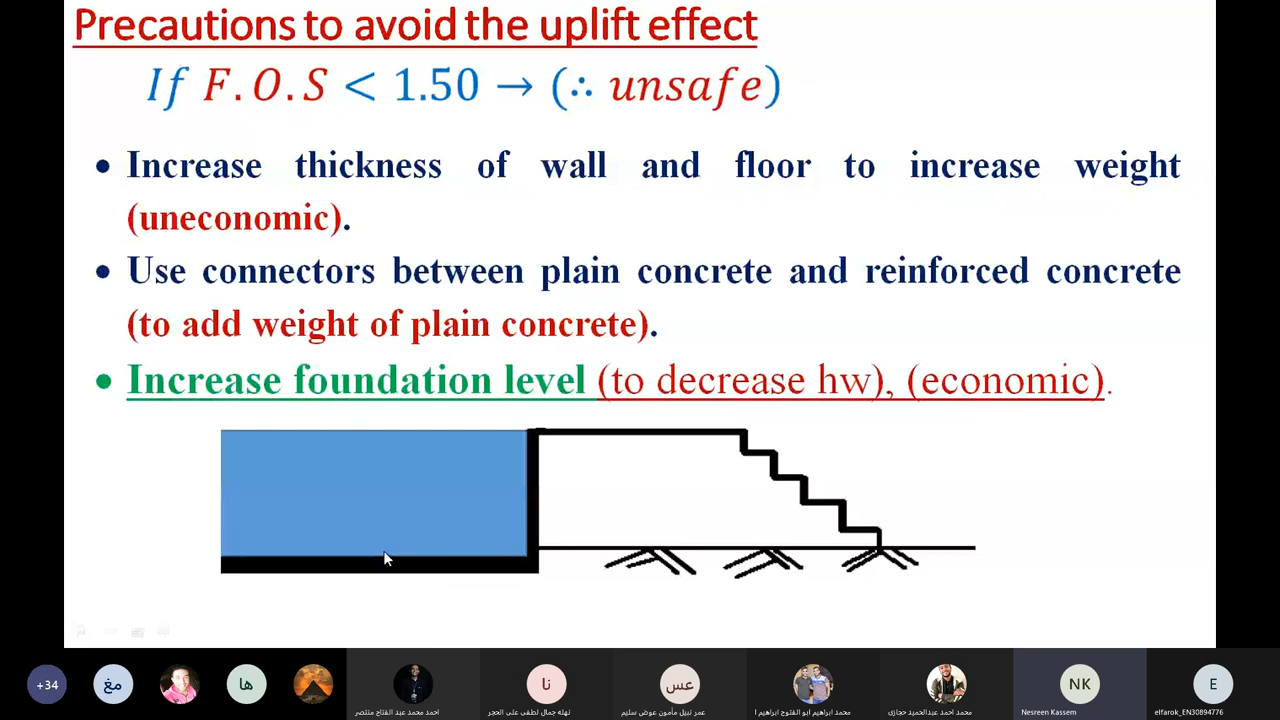 Precautions to avoid the uplift effect
If F.O.S < 1.50 → (∴ unsafe)
• Increase thickness of wall and floor to increase weight
(uneconomic).
• Use connectors between plain concrete and reinforced concrete
(to add weight of plain concrete).
• Increase foundation level (to decrease hw), (economic).
+34
مغ
ها
نا
عس
NK
E
احمد محمد عبد الفتاح منتصر
نهله جمال لطفى على الحجر
عمر نبيل مأمون عوض سليم
محمد ابراهيم ابو الفتوح ابراهيم ا
محمد احمد عبدالحميد حجازى
Nesreen Kassem
elfarok_EN30894776